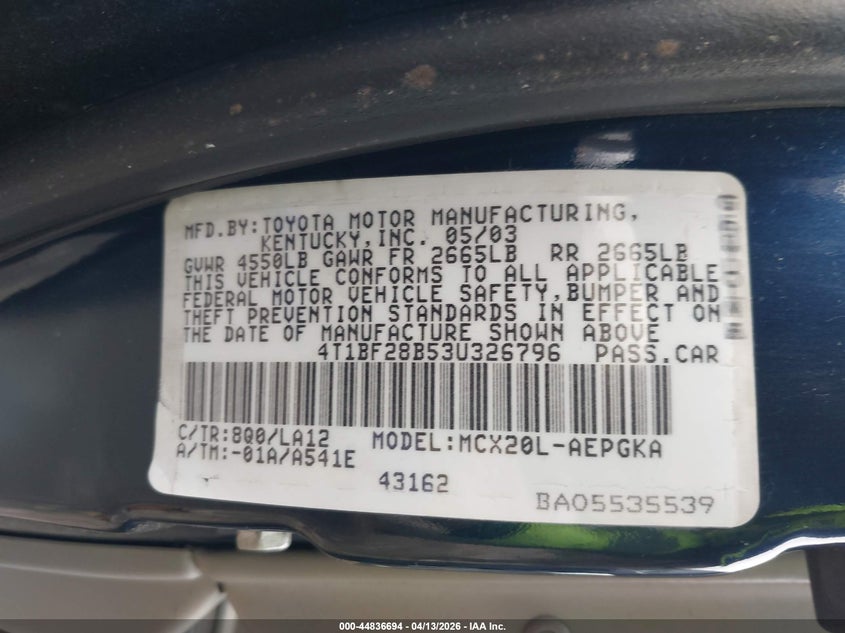 MFD.BY:TOYOTA MOTOR MANUFACTURING,
KENTUCKY,INC. 05/03
GVWR 4550LB GAWR FR 2665LB RR 2665LB
THIS VEHICLE CONFORMS TO ALL APPLICABLE
FEDERAL MOTOR VEHICLE SAFETY,BUMPER AND
THEFT PREVENTION STANDARDS IN EFFECT ON
THE DATE OF MANUFACTURE SHOWN ABOVE
4T1BF28B53U326796 PASS.CAR
C/TR:8Q0/LA12 MODEL:MCX20L-AEPGKA
A/TM:-01A/A541E
43162 BA05535539
000-44836694 | 04/13/2026 | IAA Inc.